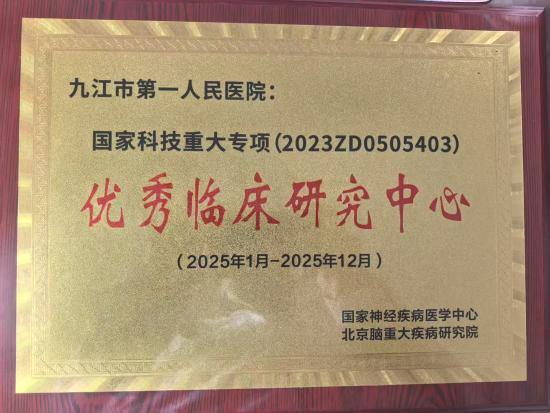 九江市第一人民医院：
国家科技重大专项（2023ZD0505403）
优秀临床研究中心
（2025年1月-2025年12月）
国家神经疾病医学中心
北京脑重大疾病研究院